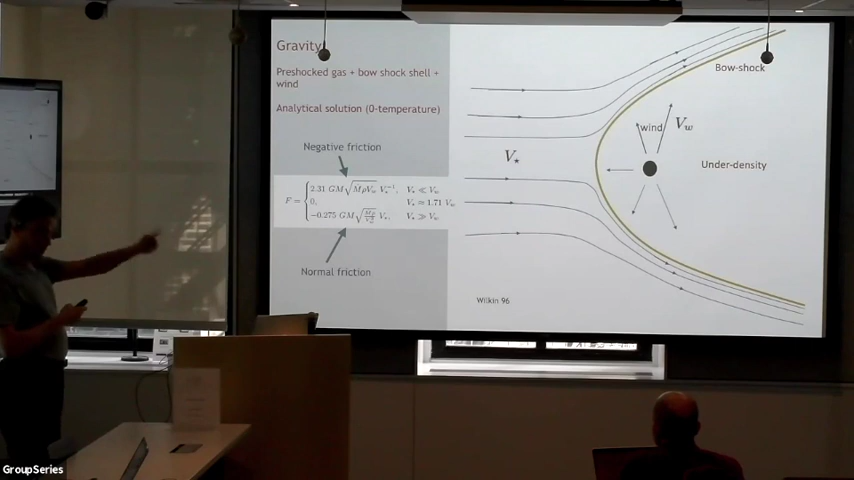 Gravity
Preshocked gas + bow shock shell +
wind
Analytical solution (0-temperature)
Negative friction
Normal friction
Bow-shock
wind
V_w
V_*
Under-density
Wilkin 96
GroupSeries